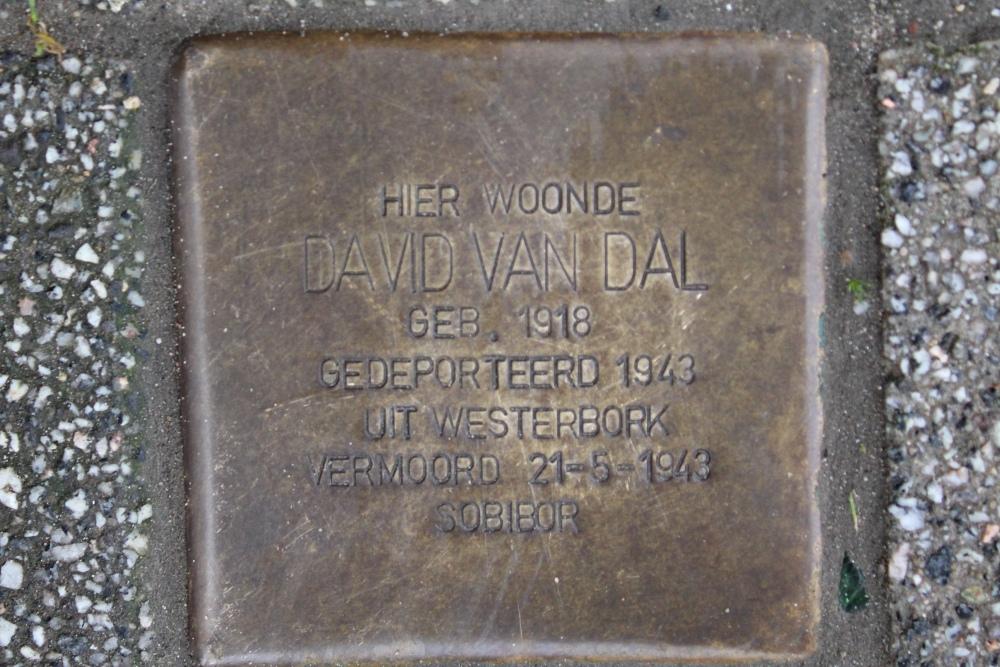 HIER WOONDE
DAVID VAN DAL
GEB. 1918
GEDEPORTEERD 1943
UIT WESTERBORK
VERMOORD 21-5-1943
SOBIBOR